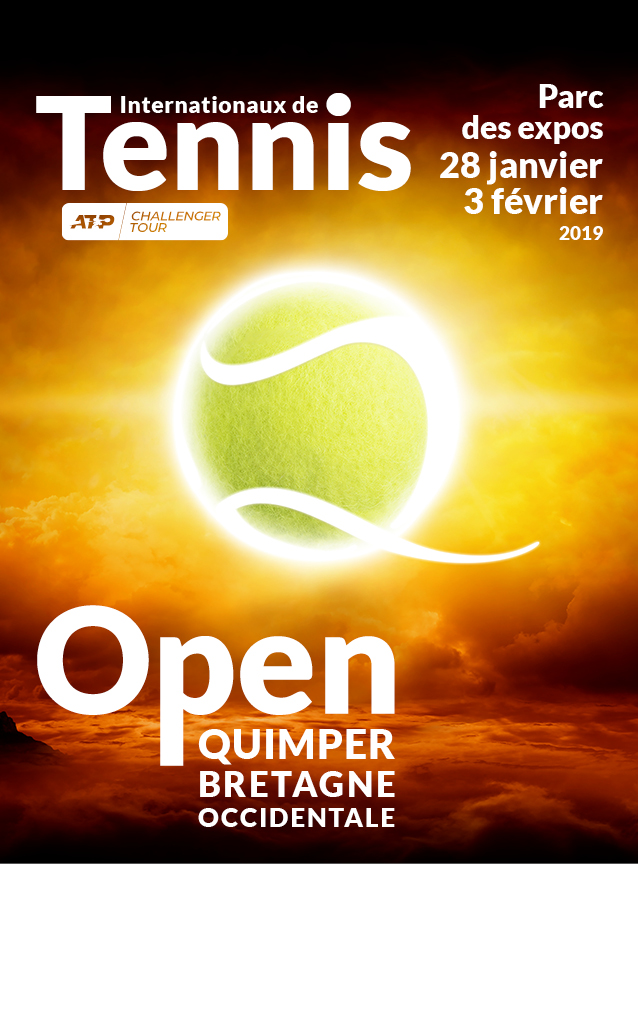 Internationaux de
Tennis
ATP CHALLENGER
TOUR
Parc
des expos
28 janvier
3 février
2019
Open
QUIMPER
BRETAGNE
OCCIDENTALE